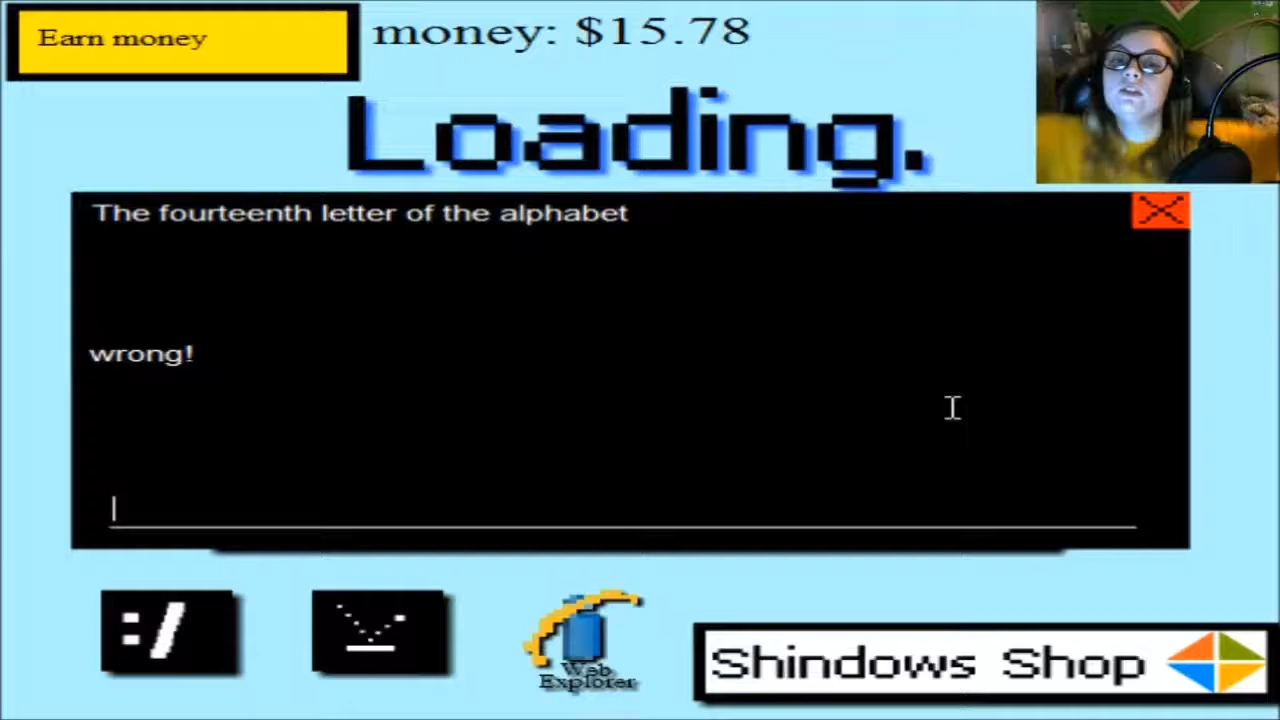 Earn money
money: $15.78
Loading.
The fourteenth letter of the alphabet
wrong!
:/
Web
Explorer
Shindows Shop